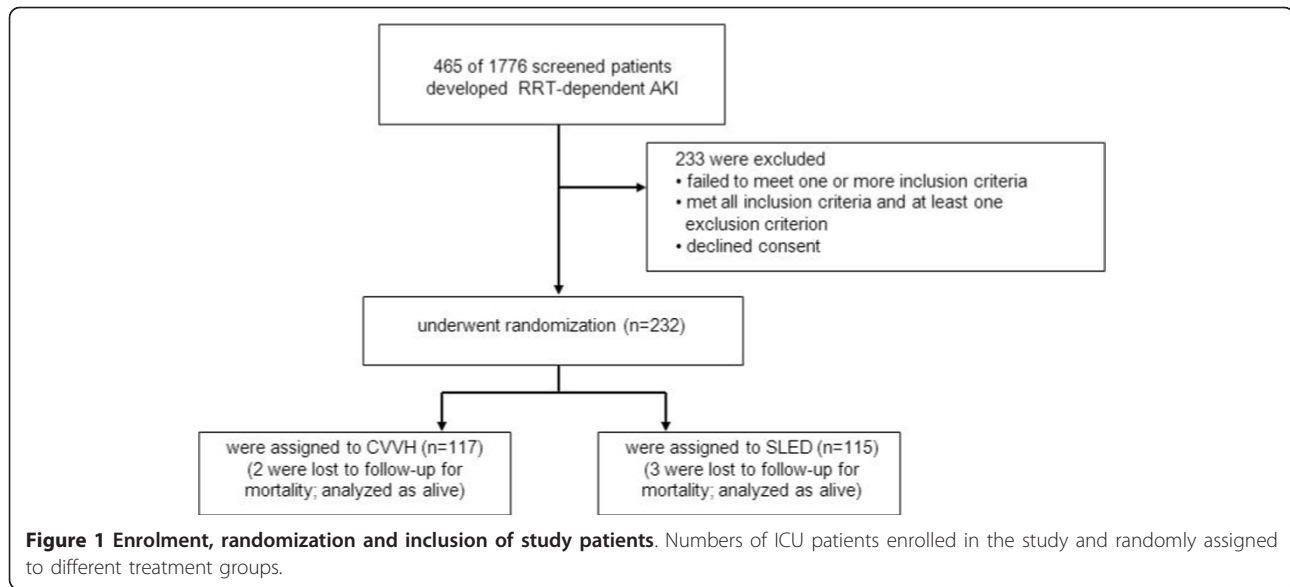 465 of 1776 screened patients
developed RRT-dependent AKI
233 were excluded
• failed to meet one or more inclusion criteria
• met all inclusion criteria and at least one
exclusion criterion
• declined consent
underwent randomization (n=232)
were assigned to CVVH (n=117)
(2 were lost to follow-up for
mortality; analyzed as alive)
were assigned to SLED (n=115)
(3 were lost to follow-up for
mortality; analyzed as alive)
Figure 1 Enrolment, randomization and inclusion of study patients. Numbers of ICU patients enrolled in the study and randomly assigned
to different treatment groups.